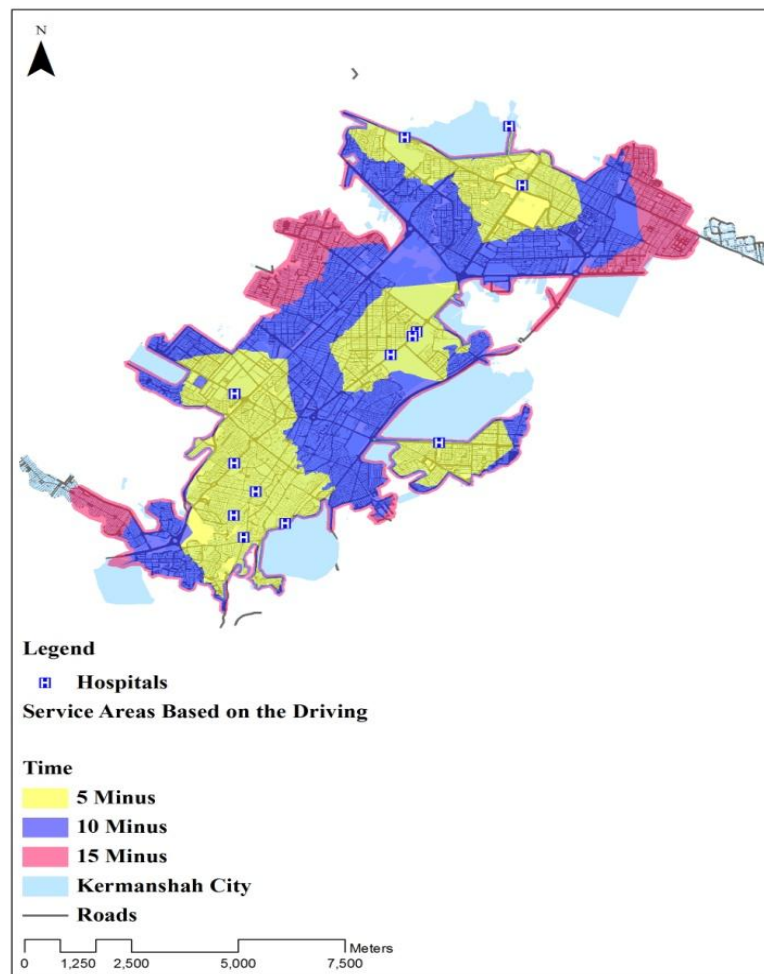 N
H
H
H
H
H
H
H
H
H
H
H
H
H
Legend
H Hospitals
Service Areas Based on the Driving
Time
5 Minus
10 Minus
15 Minus
Kermanshah City
Roads
Meters
0 1,250 2,500 5,000 7,500